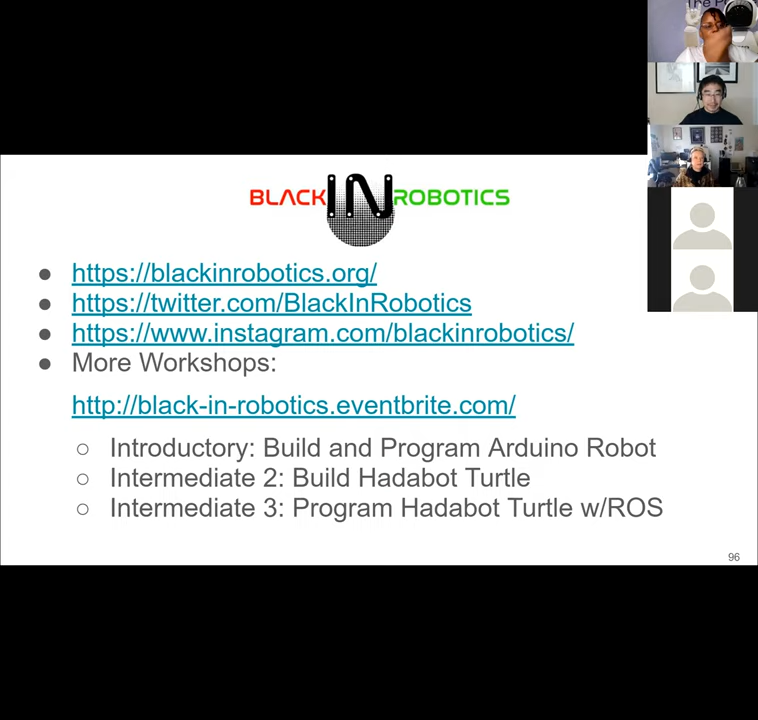 The P
BLACK IN ROBOTICS
https://blackinrobotics.org/
https://twitter.com/BlackInRobotics
https://www.instagram.com/blackinrobotics/
More Workshops:
http://black-in-robotics.eventbrite.com/
Introductory: Build and Program Arduino Robot
Intermediate 2: Build Hadabot Turtle
Intermediate 3: Program Hadabot Turtle w/ROS
96